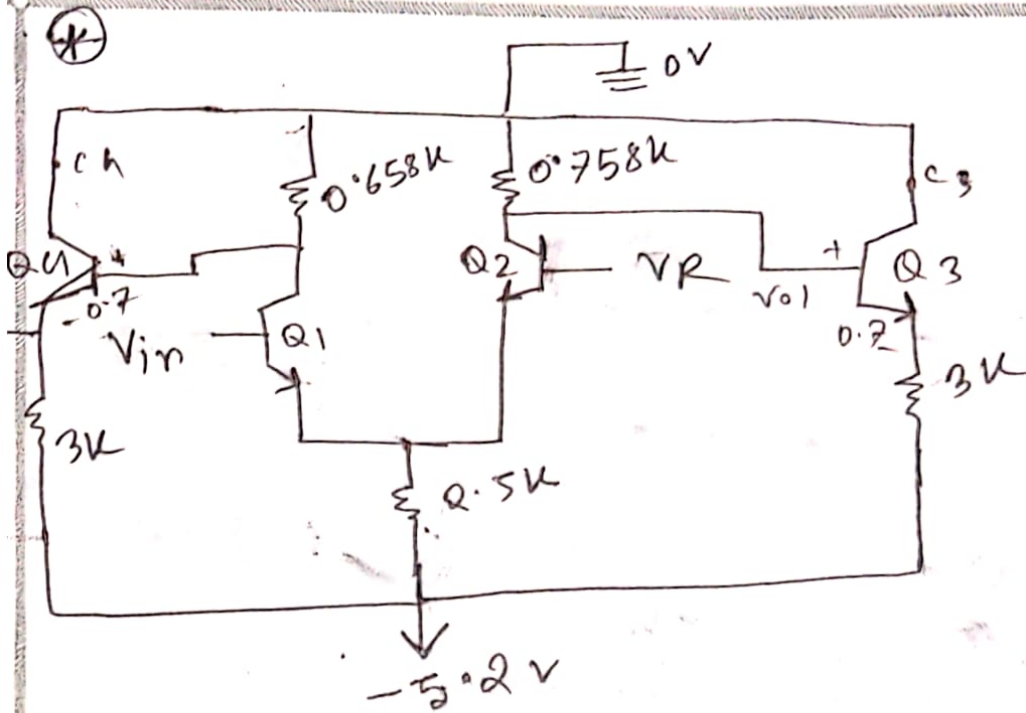 *
0V
ch
0.658K
0.758K
c3
Q4
+
0.7
Vin
Q1
Q2
VR
Vo1
+
Q3
0.7
3K
3K
2.5K
-5.2V